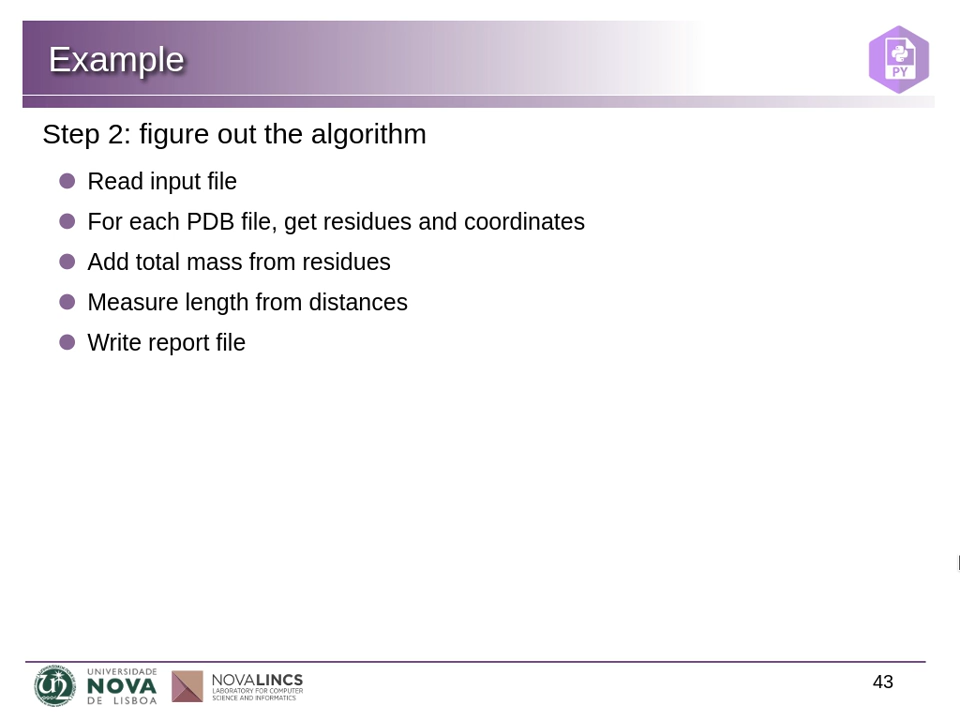 Example
PY
Step 2: figure out the algorithm
Read input file
For each PDB file, get residues and coordinates
Add total mass from residues
Measure length from distances
Write report file
UNIVERSIDADE
NOVA
DE LISBOA
NOVALINCS
LABORATORY FOR COMPUTER
SCIENCE AND INFORMATICS
43